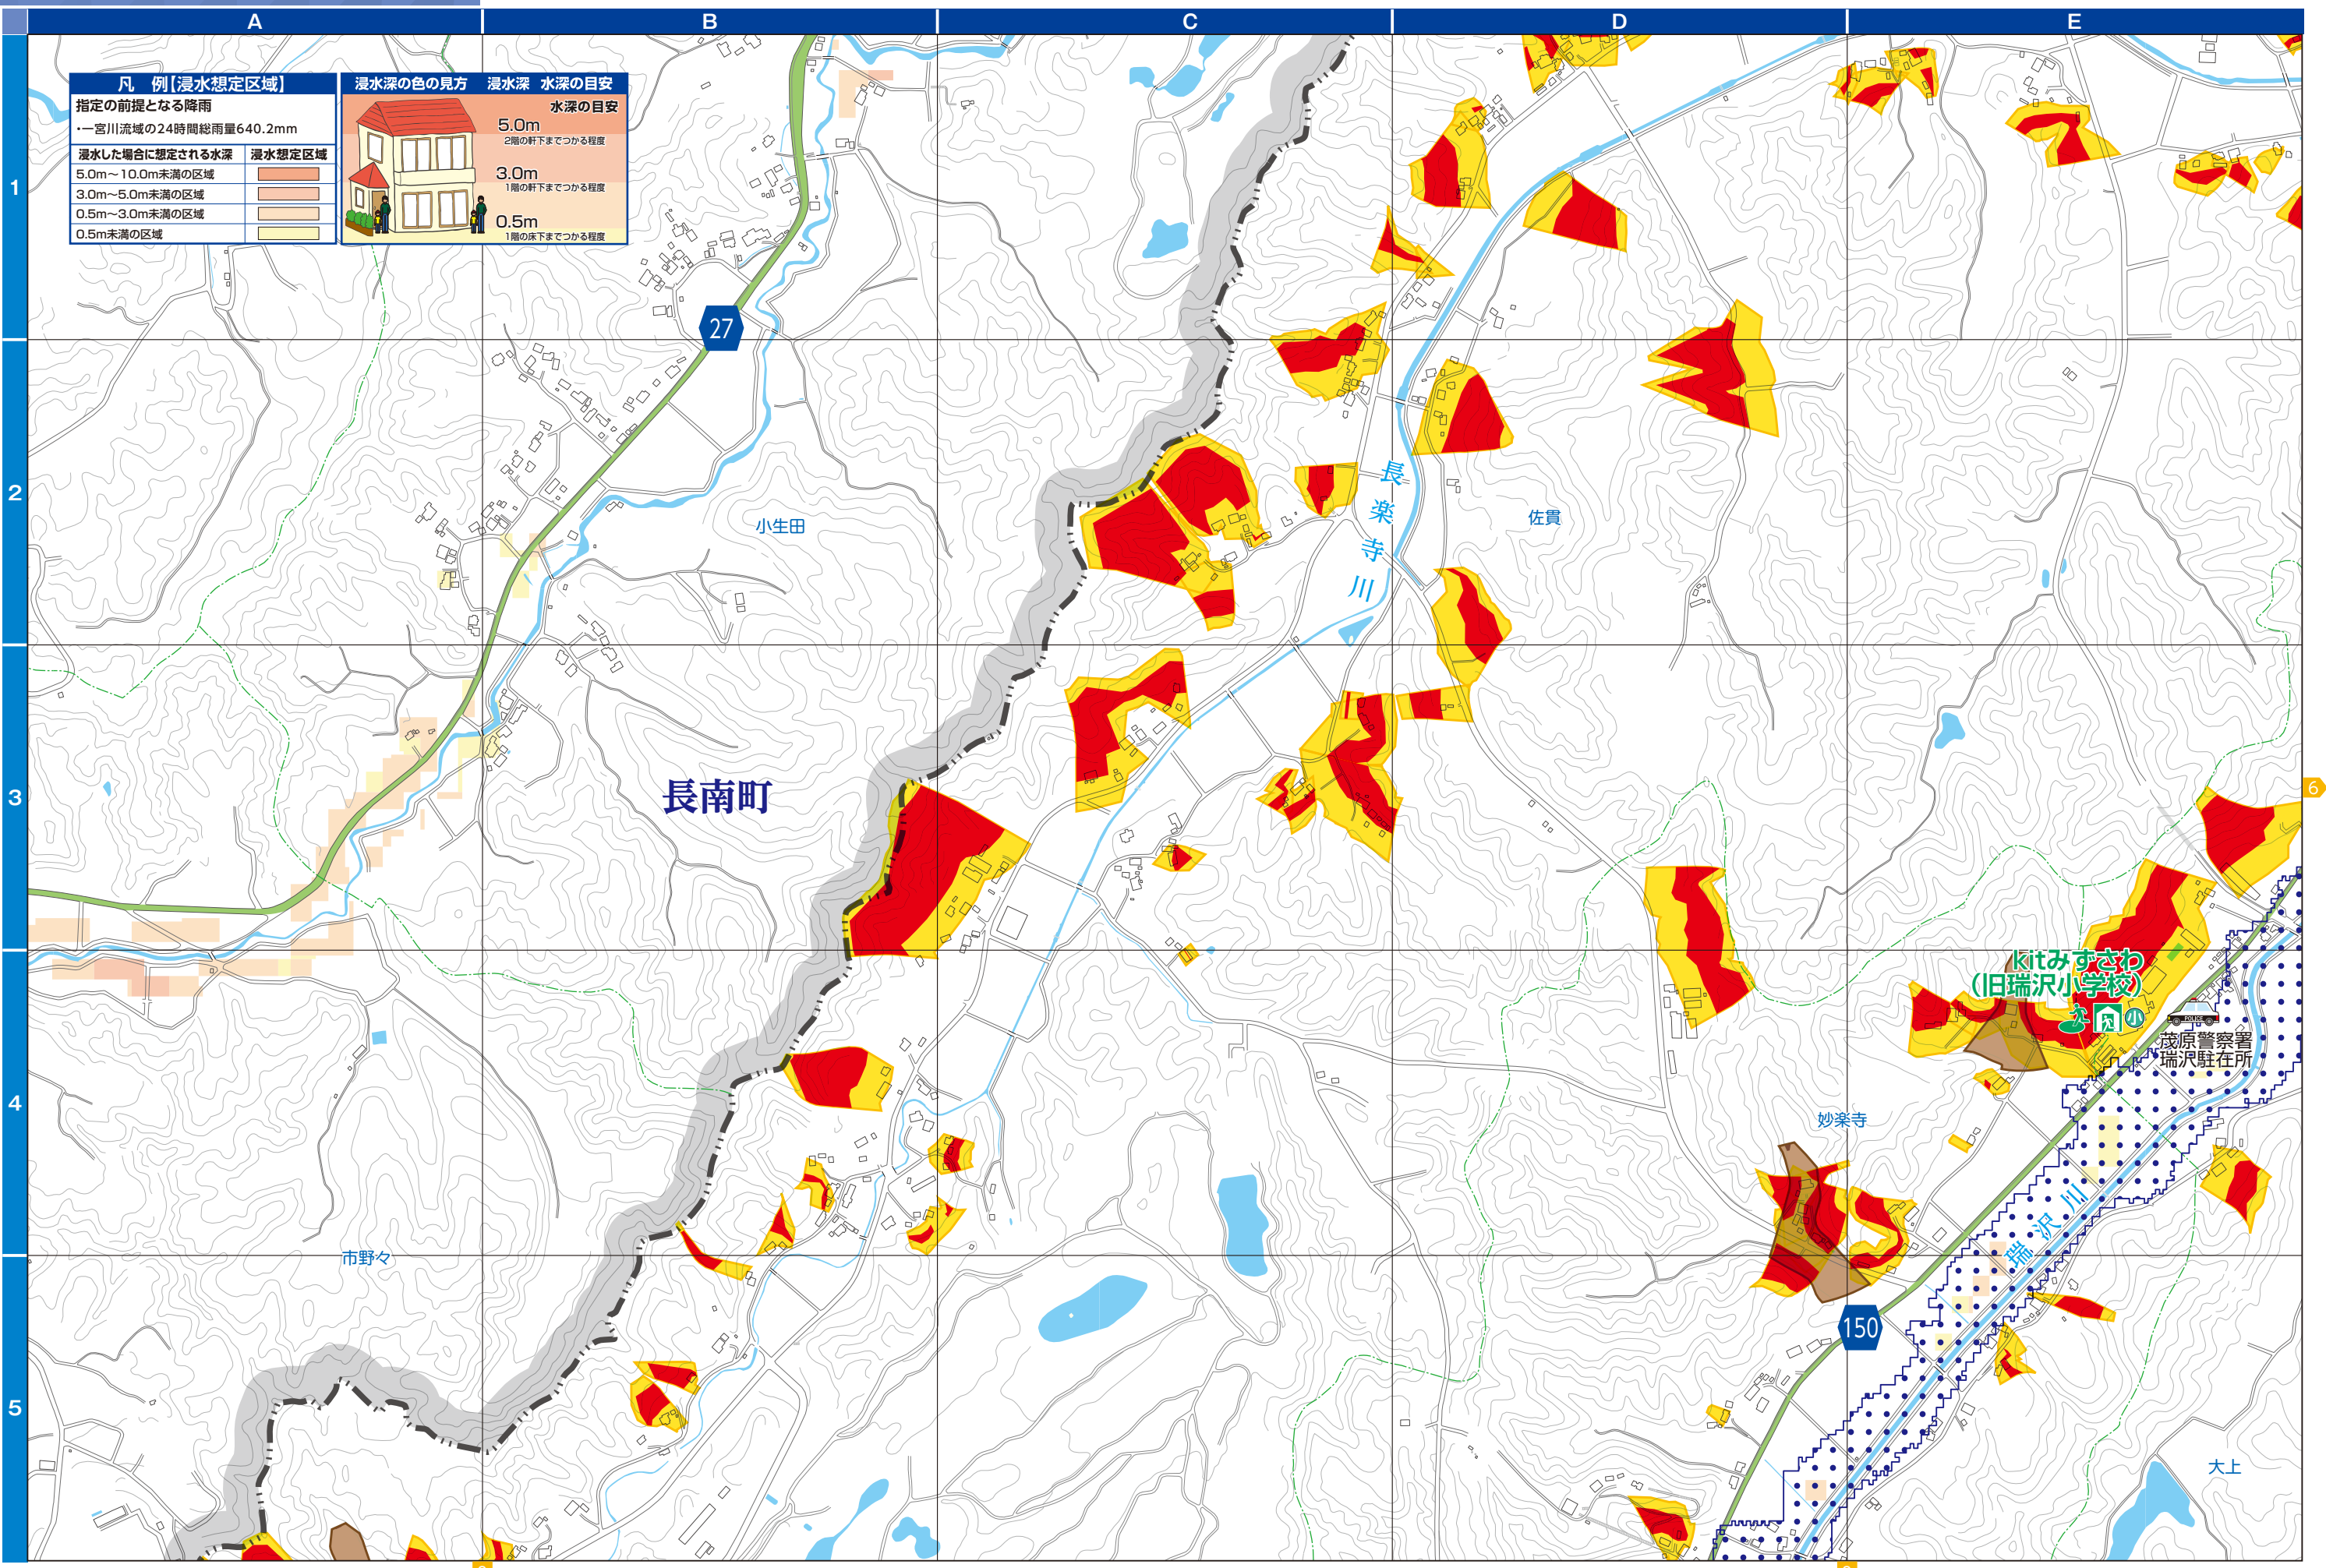 A
B
C
D
E
1
2
3
4
5
凡 例【浸水想定区域】
指定の前提となる降雨
・一宮川流域の24時間総雨量640.2mm
浸水した場合に想定される水深 浸水想定区域
5.0m〜10.0m未満の区域
3.0m〜5.0m未満の区域
0.5m〜3.0m未満の区域
0.5m未満の区域
浸水深の色の見方 浸水深 水深の目安
水深の目安
5.0m
2階の軒下までつかる程度
3.0m
1階の軒下までつかる程度
0.5m
1階の床下までつかる程度
27
小生田
長楽寺川
佐貫
長南町
6
kitみずさわ
(旧瑞沢小学校)
小
POLICE
茂原警察署
瑞沢駐在所
妙楽寺
瑞沢川
市野々
150
大上